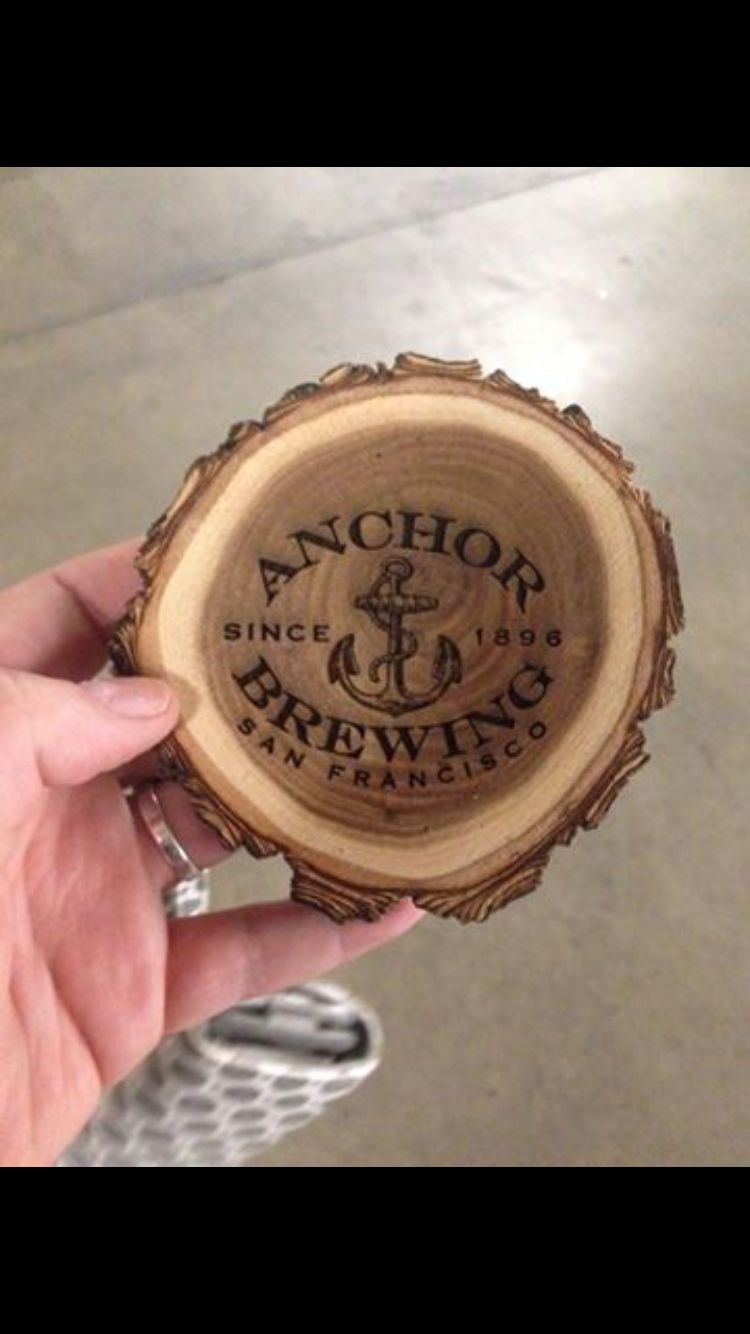 ANCHOR
SINCE 1896
BREWING
SAN FRANCISCO